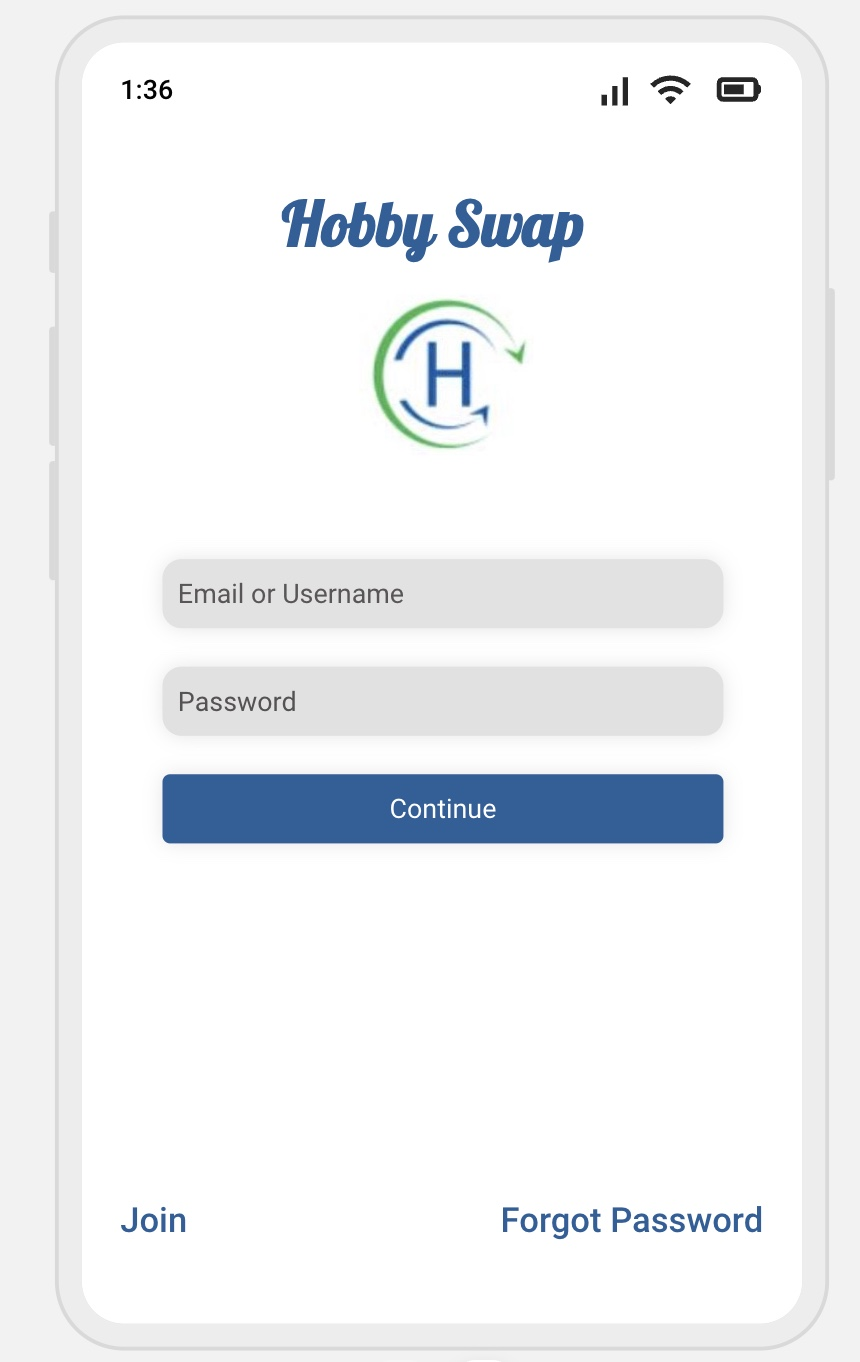 1:36
Hobby Swap
H
Email or Username
Password
Continue
Join
Forgot Password